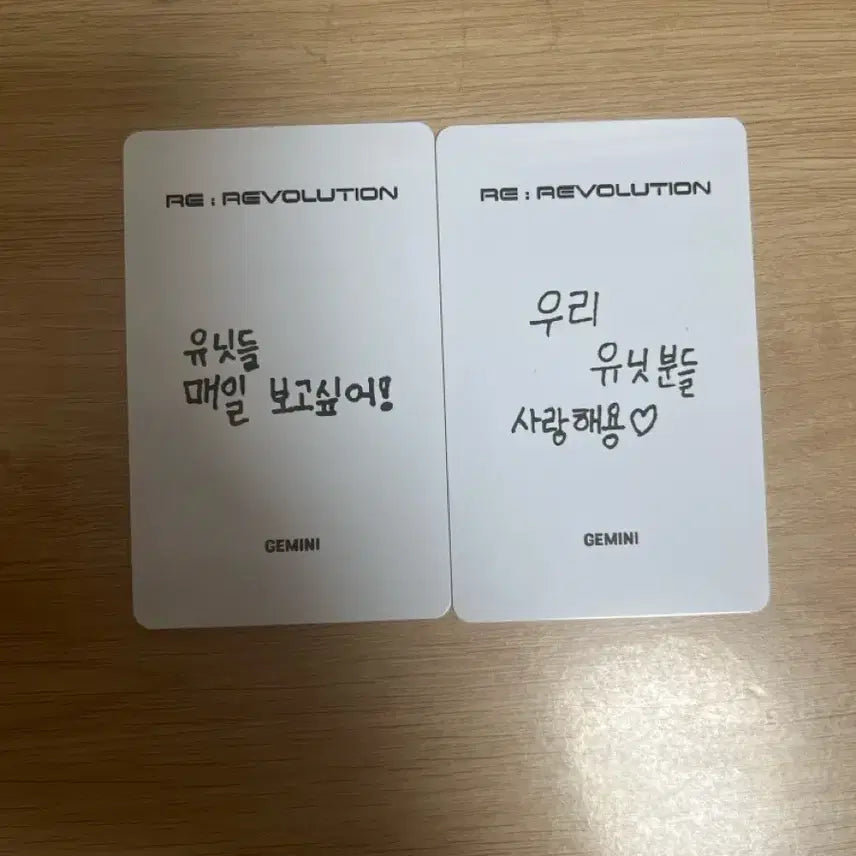 RE : REVOLUTION
유닛들
매일 보고싶어!
GEMINI
RE : REVOLUTION
우리
유닛분들
사랑해용♡
GEMINI